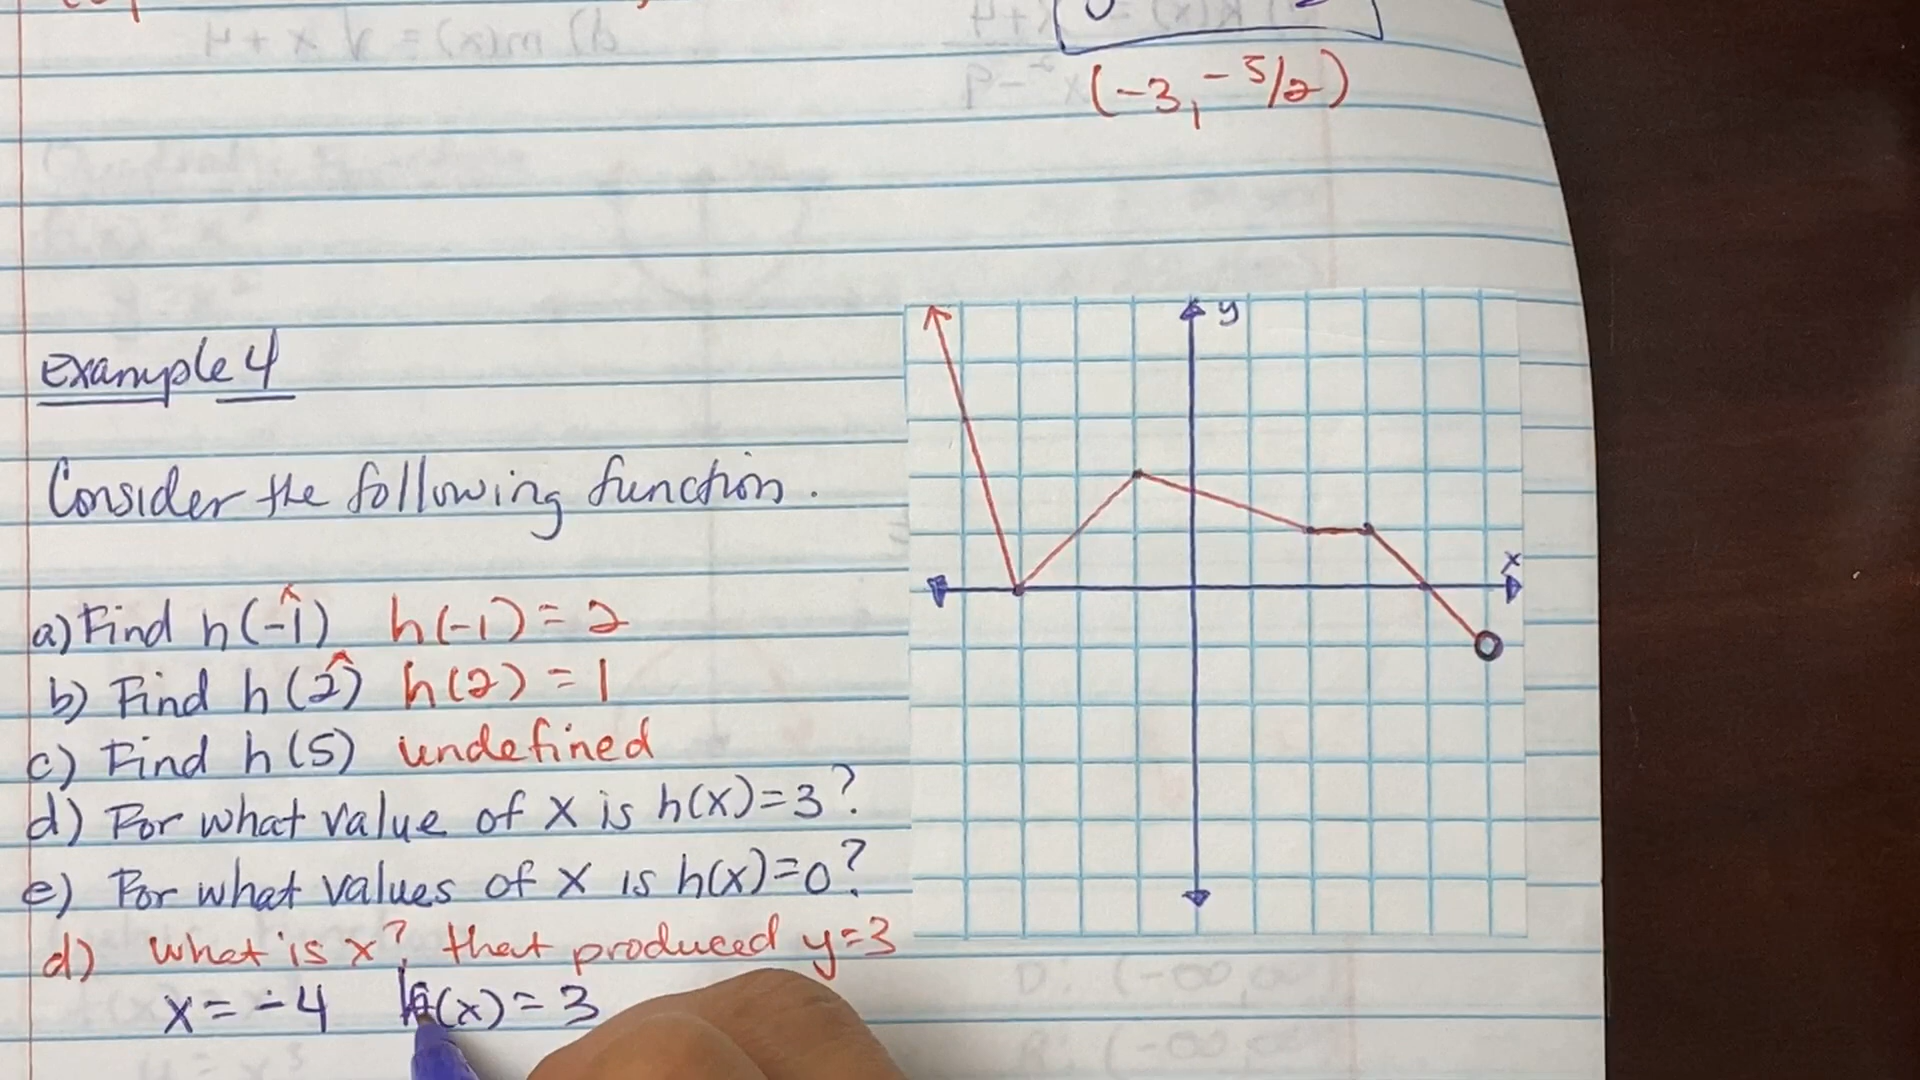 (-3, -5/2)
y
Example 4
Consider the following function.
x
a) Find h(-1) h(-1) = 2
b) Find h(2) h(2) = 1
c) Find h(5) undefined
d) For what value of x is h(x)=3?
e) For what values of x is h(x)=0?
d) what is x? that produced y=3
x = -4 h(x) = 3